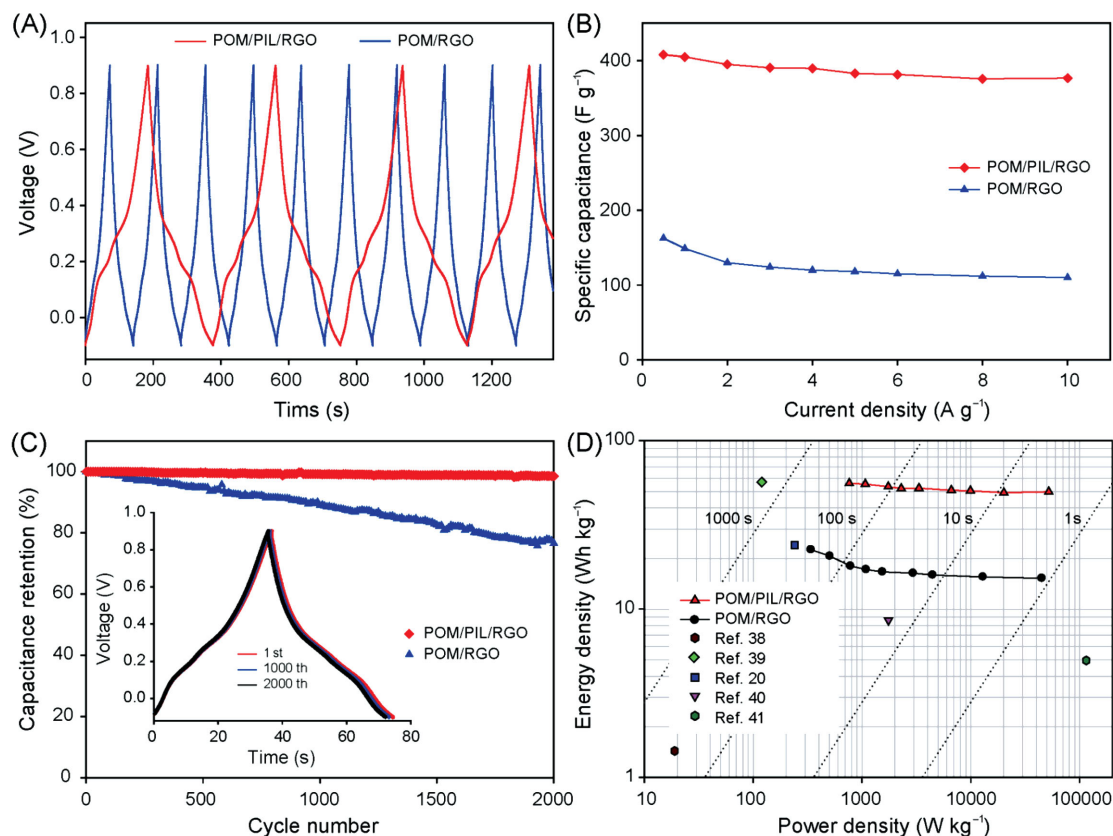 (A)
POM/PIL/RGO POM/RGO
1.0
0.8
0.6
0.4
0.2
0.0
Voltage (V)
0 200 400 600 800 1000 1200
Tims (s)
(B)
400
300
200
100
0
Specific capacitance (F g⁻¹)
POM/PIL/RGO
POM/RGO
0 2 4 6 8 10
Current density (A g⁻¹)
(C)
100
80
60
40
20
0
Capacitance retention (%)
1.0
0.8
0.6
0.4
0.2
0.0
Voltage (V)
1 st
1000 th
2000 th
0 20 40 60 80
Time (s)
POM/PIL/RGO
POM/RGO
0 500 1000 1500 2000
Cycle number
(D)
100
10
1
Energy density (Wh kg⁻¹)
1000 s 100 s 10 s 1s
POM/PIL/RGO
POM/RGO
Ref. 38
Ref. 39
Ref. 20
Ref. 40
Ref. 41
10 100 1000 10000 100000
Power density (W kg⁻¹)